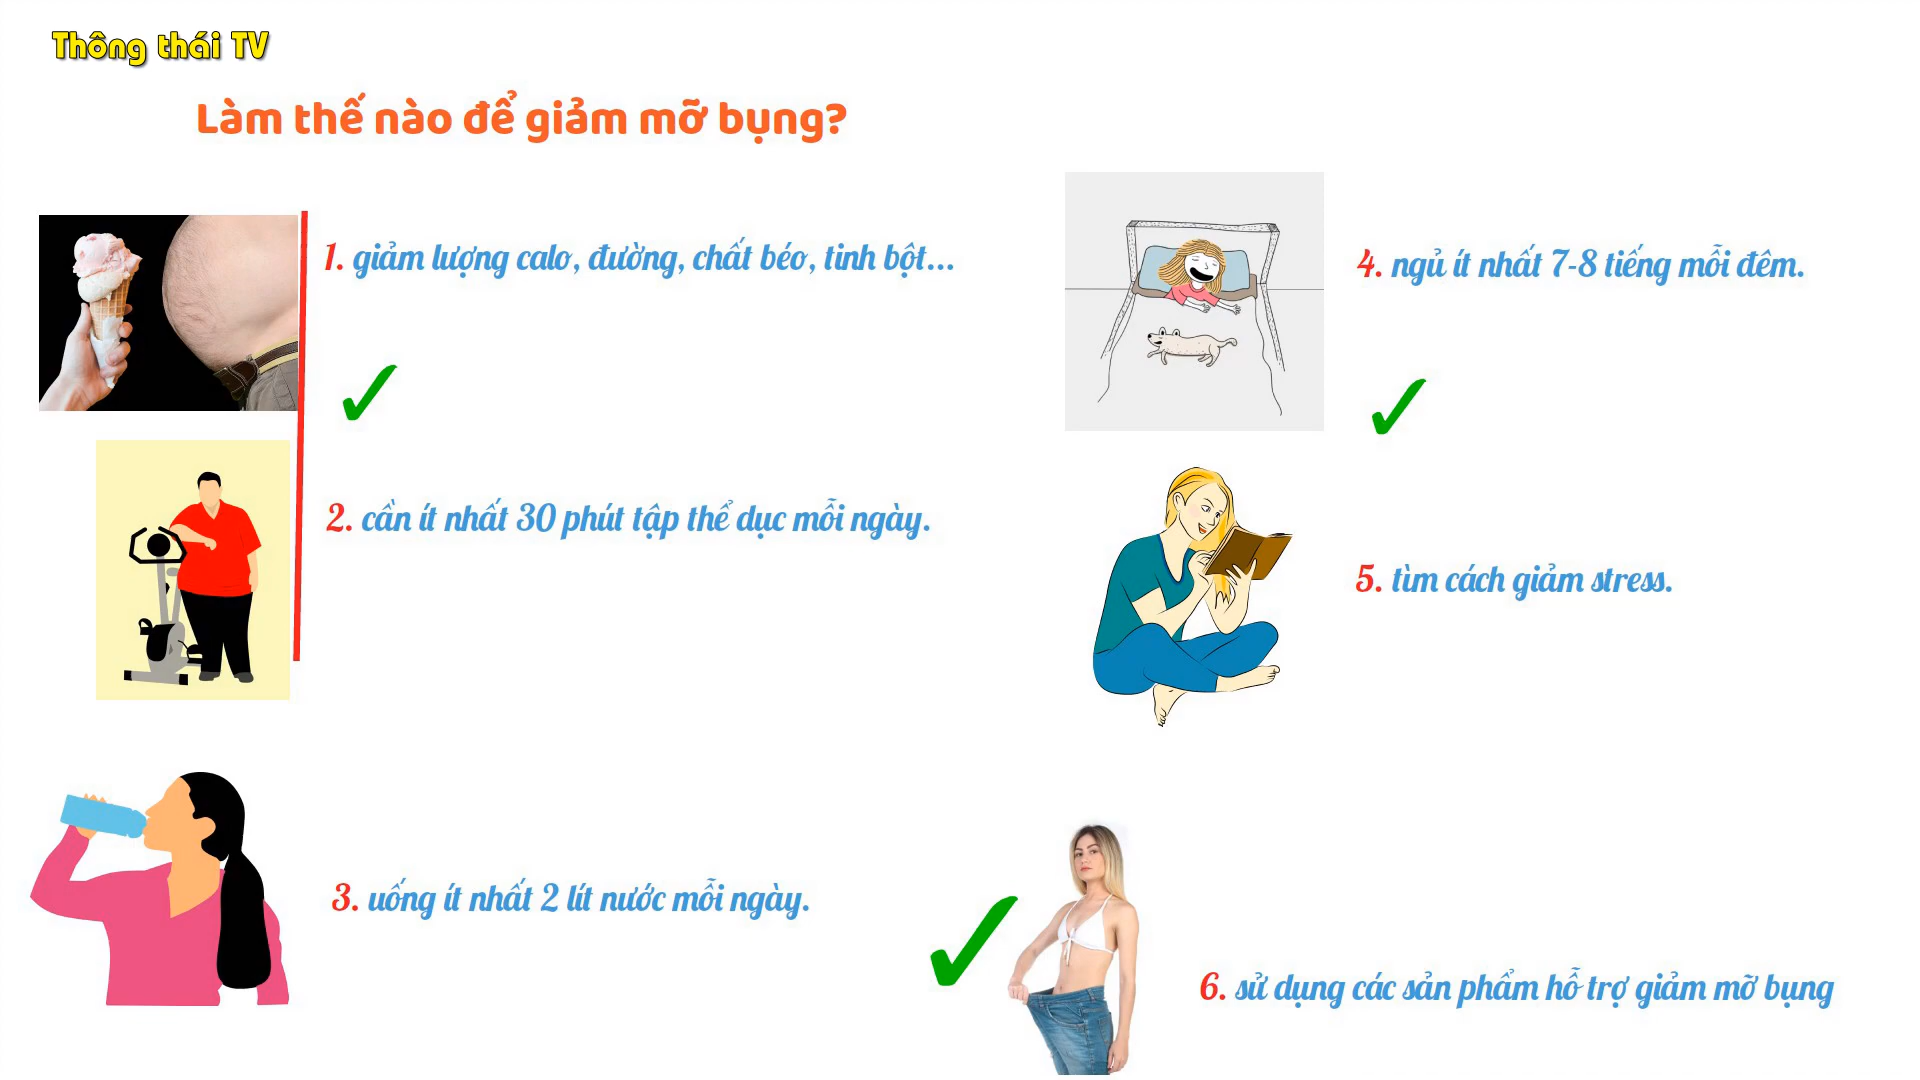 Thông thái TV
Làm thế nào để giảm mỡ bụng?
1. giảm lượng calo, đường, chất béo, tinh bột...
2. cần ít nhất 30 phút tập thể dục mỗi ngày.
3. uống ít nhất 2 lít nước mỗi ngày.
4. ngủ ít nhất 7-8 tiếng mỗi đêm.
5. tìm cách giảm stress.
6. sử dụng các sản phẩm hỗ trợ giảm mỡ bụng